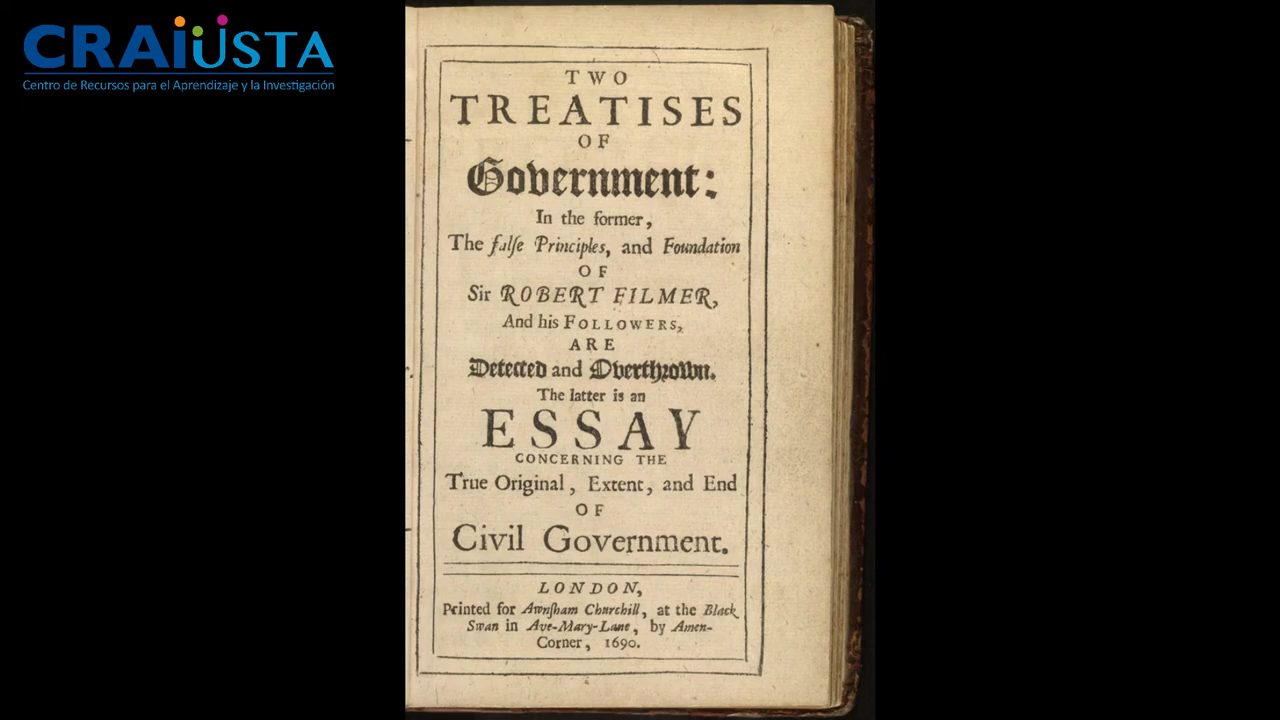 CRAIUSTA
Centro de Recursos para el Aprendizaje y la Investigación
TWO
TREATISES
OF
Government:
In the former,
The falſe Principles, and Foundation
OF
Sir ROBERT FILMER,
And his FOLLOWERS,
ARE
Detected and Overthrown.
The latter is an
ESSAY
CONCERNING THE
True Original, Extent, and End
OF
Civil Government.
LONDON,
Printed for Awnſham Churchill, at the Black
Swan in Ave-Mary-Lane, by Amen-
Corner, 1690.